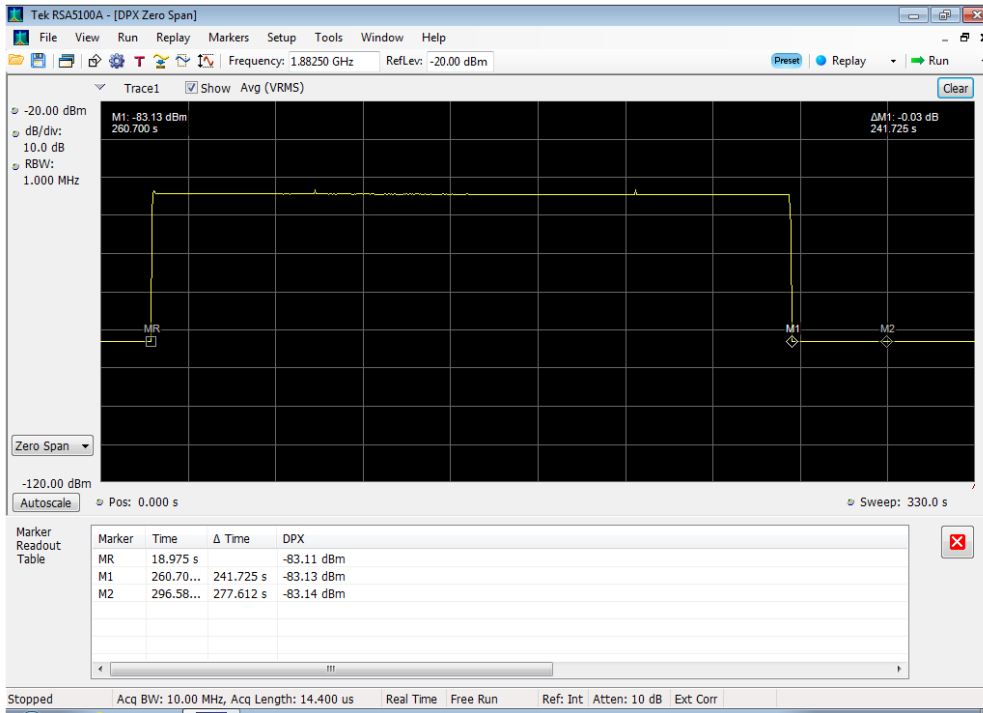 Tek RSA5100A - [DPX Zero Span]
File View Run Replay Markers Setup Tools Window Help
T Frequency: 1.88250 GHz RefLev: -20.00 dBm Preset Replay Run
Trace1 Show Avg (VRMS) Clear
-20.00 dBm
dB/div:
10.0 dB
RBW:
1.000 MHz
M1: -83.13 dBm
260.700 s
ΔM1: -0.03 dB
241.725 s
MR M1 M2
Zero Span
-120.00 dBm
Autoscale Pos: 0.000 s Sweep: 330.0 s
Marker
Readout
Table
Marker Time Δ Time DPX
MR 18.975 s -83.11 dBm
M1 260.70... 241.725 s -83.13 dBm
M2 296.58... 277.612 s -83.14 dBm
Stopped Acq BW: 10.00 MHz, Acq Length: 14.400 us Real Time Free Run Ref: Int Atten: 10 dB Ext Corr